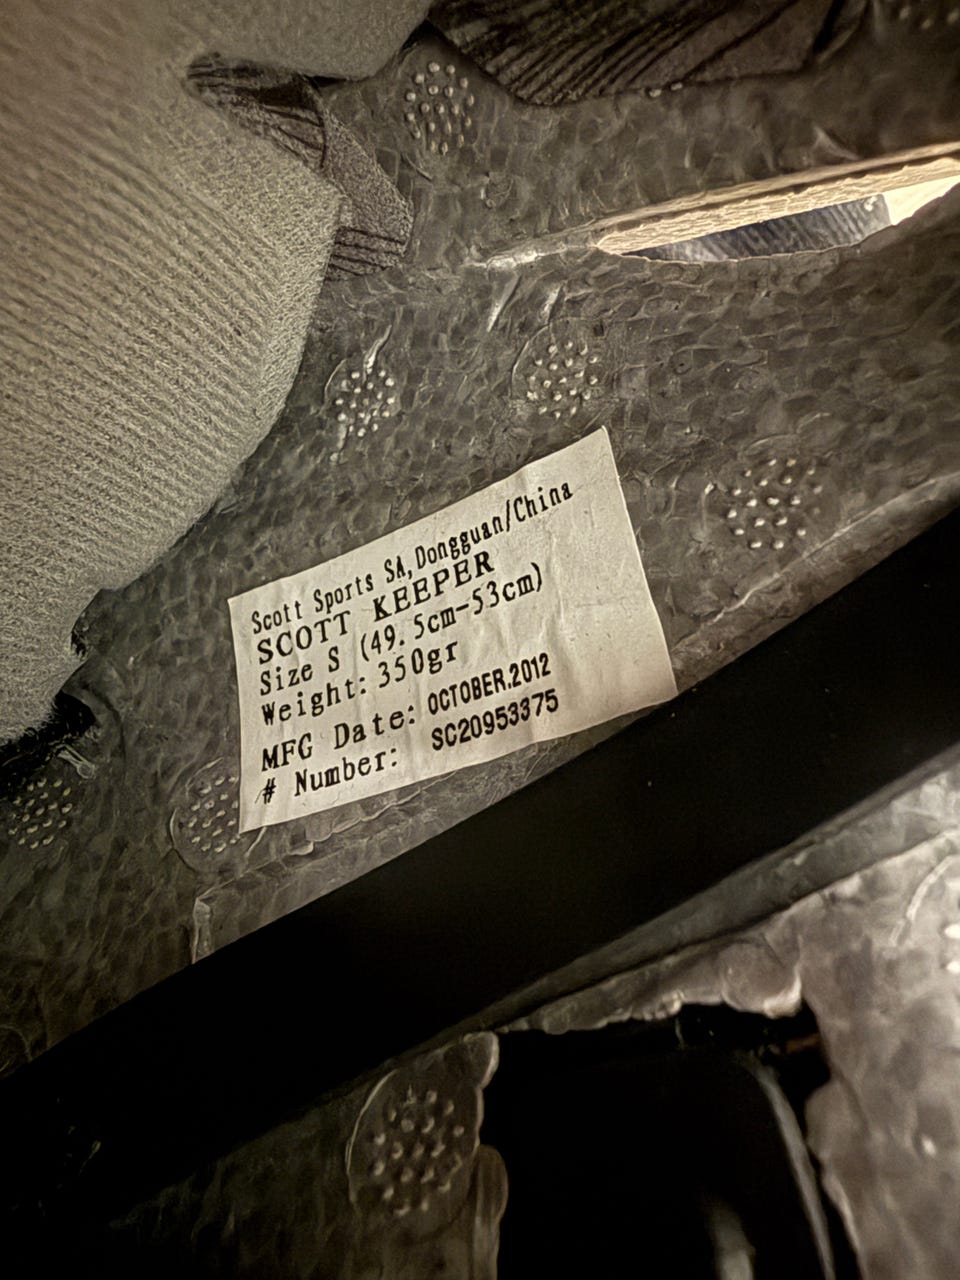 Scott Sports SA,Dongguan/China
SCOTT KEEPER
Size S (49.5cm-53cm)
Weight: 350gr
MFG Date: OCTOBER.2012
# Number: SC20953375